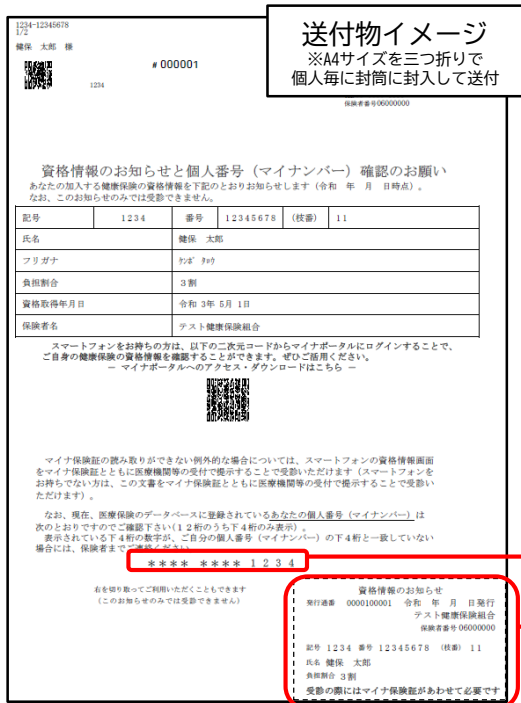 1234-12345678
1/2
健保 太郎 様
#000001
1234
送付物イメージ
※A4サイズを三つ折りで
個人毎に封筒に封入して送付
保険者番号06000000
資格情報のお知らせと個人番号（マイナンバー）確認のお願い
あなたの加入する健康保険の資格情報を下記のとおりお知らせします（令和 年 月 日時点）。
なお、このお知らせのみでは受診できません。
記号 1234 番号 12345678 （枝番） 11
氏名 健保 太郎
フリガナ ケンポ タロウ
負担割合 3割
資格取得年月日 令和 3年 5月 1日
保険者名 テスト健康保険組合
スマートフォンをお持ちの方は、以下の二次元コードからマイナポータルにログインすることで、
ご自身の健康保険の資格情報を確認することができます。ぜひご活用ください。
－ マイナポータルへのアクセス・ダウンロードはこちら －
マイナ保険証の読み取りができない例外的な場合については、スマートフォンの資格情報画面
をマイナ保険証とともに医療機関等の受付で提示することで受診いただけます（スマートフォンを
お持ちでない方は、この文書をマイナ保険証とともに医療機関等の受付で提示することで受診い
ただけます）。
なお、現在、医療保険のデータベースに登録されているあなたの個人番号（マイナンバー）は
次のとおりですのでご確認下さい（12桁のうち下4桁のみ表示）。
表示されている下4桁の数字が、ご自分の個人番号（マイナンバー）の下4桁と一致していない
場合には、保険者までご連絡ください
**** **** 1234
右を切り取ってご利用いただくこともできます
（このお知らせのみでは受診できません）
資格情報のお知らせ
発行通番 0000100001 令和 年 月 日発行
テスト健康保険組合
保険者番号06000000
記号 1234 番号 12345678 （枝番） 11
氏名 健保 太郎
負担割合 3割
受診の際にはマイナ保険証があわせて必要です